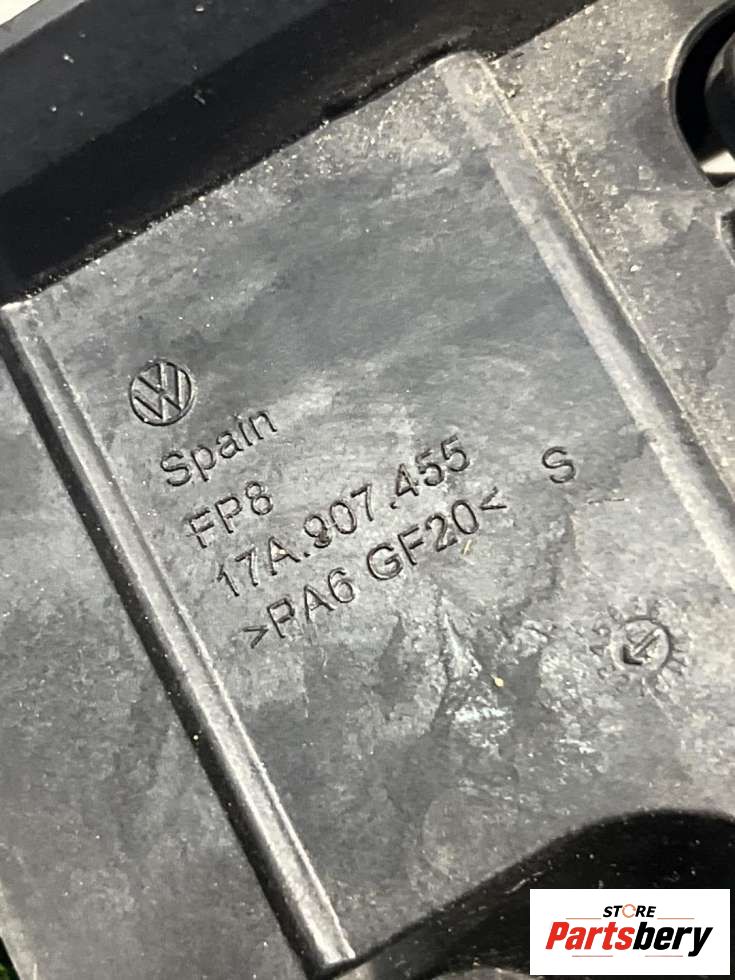 Spain
FP8
17A.907.455
>PA6 GF20< S
STORE
Partsbery